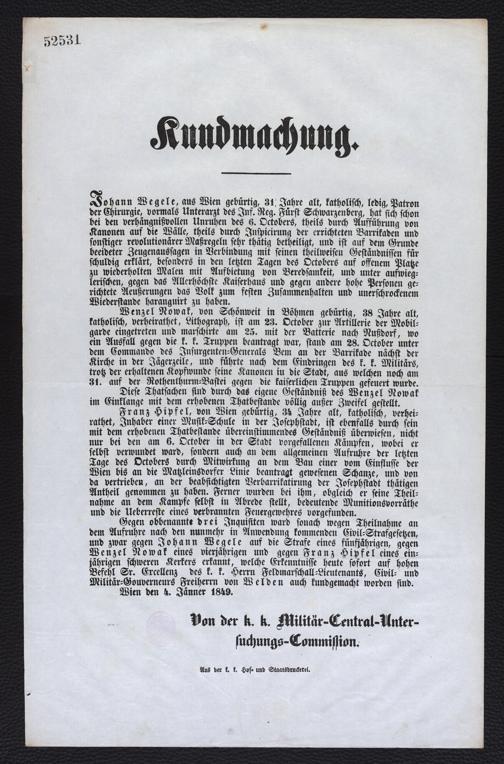 52531
Kundmachung.
Johann Wegele, aus Wien gebürtig, 31 Jahre alt, katholisch, ledig, Patron
der Chirurgie, vormals Unterarzt des Inf. Reg. Fürst Schwarzenberg, hat sich schon
bei den verhängnißvollen Unruhen des 6. Octobers, theils durch Aufführung von
Kanonen auf die Wälle, theils durch Inspicirung der errichteten Barrikaden und
sonstiger revolutionärer Maßregeln sehr thätig betheiligt, und ist auf dem Grunde
beeideter Zeugenaussagen in Verbindung mit seinen theilweisen Geständnissen für
schuldig erklärt, besonders in den letzten Tagen des Octobers auf offenem Platze
zu wiederholten Malen mit Aufbietung von Beredsamkeit, und unter aufwieg-
lerischen, gegen das Allerhöchste Kaiserhaus und gegen andere hohe Personen ge-
richtete Aeußerungen das Volk zum festen Zusammenhalten und unerschrockenem
Wiederstande haranguirt zu haben.
Wenzel Nowak, von Schönweit in Böhmen gebürtig, 38 Jahre alt,
katholisch, verheirathet, Lithograph, ist am 23. October zur Artillerie der Mobil-
garde eingetreten und marschirte am 25. mit der Batterie nach Nußdorf, wo
ein Ausfall gegen die k. k. Truppen beantragt war, stand am 28. October unter
dem Commando des Insurgenten-Generals Bem an der Barrikade nächst der
Kirche in der Jägerzeile, und führte nach dem Eindringen des k. k. Militärs,
trotz der erhaltenen Kopfwunde seine Kanonen in die Stadt, aus welchen noch am
31. auf der Rothenthurm-Bastei gegen die kaiserlichen Truppen gefeuert wurde.
Diese Thatsachen sind durch das eigene Geständniß des Wenzel Nowak
im Einklange mit dem erhobenen Thatbestande völlig außer Zweifel gestellt.
Franz Hipfel, von Wien gebürtig, 34 Jahre alt, katholisch, verhei-
rathet, Inhaber einer Musik-Schule in der Josephstadt, ist ebenfalls durch sein
mit dem erhobenen Thatbestande übereinstimmendes Geständniß überwiesen, nicht
nur bei den am 6. October in der Stadt vorgefallenen Kämpfen, wobei er
selbst verwundet ward, sondern auch an dem allgemeinen Aufruhre der letzten
Tage des Octobers durch Mitwirkung an dem Bau einer vom Einflusse der
Wien bis an die Matzleinsdorfer Linie beantragt gewesenen Schanze, und von
da vertrieben, an der beabsichtigten Verbarrikatirung der Josephstadt thätigen
Antheil genommen zu haben. Ferner wurden bei ihm, obgleich er seine Theil-
nahme an dem Kampfe selbst in Abrede stellt, bedeutende Munitionsvorräthe
und die Ueberreste eines verbrannten Feuergewehres vorgefunden.
Gegen obbenannte drei Inquisiten ward sonach wegen Theilnahme an
dem Aufruhre nach den nunmehr in Anwendung kommenden Civil-Strafgesetzen,
und zwar gegen Johann Wegele auf die Strafe eines fünfjährigen, gegen
Wenzel Nowak eines vierjährigen und gegen Franz Hipfel eines ein-
jährigen schweren Kerkers erkannt, welche Erkenntnisse heute sofort auf hohen
Befehl Sr. Excellenz des k. k. Herrn Feldmarschall-Lieutenants, Civil- und
Militär-Gouverneurs Freiherrn von Welden auch kundgemacht worden sind.
Wien den 4. Jänner 1849.
Von der k. k. Militär-Central-Unter-
suchungs-Commission.
Aus der k. k. Hof- und Staatsdruckerei.